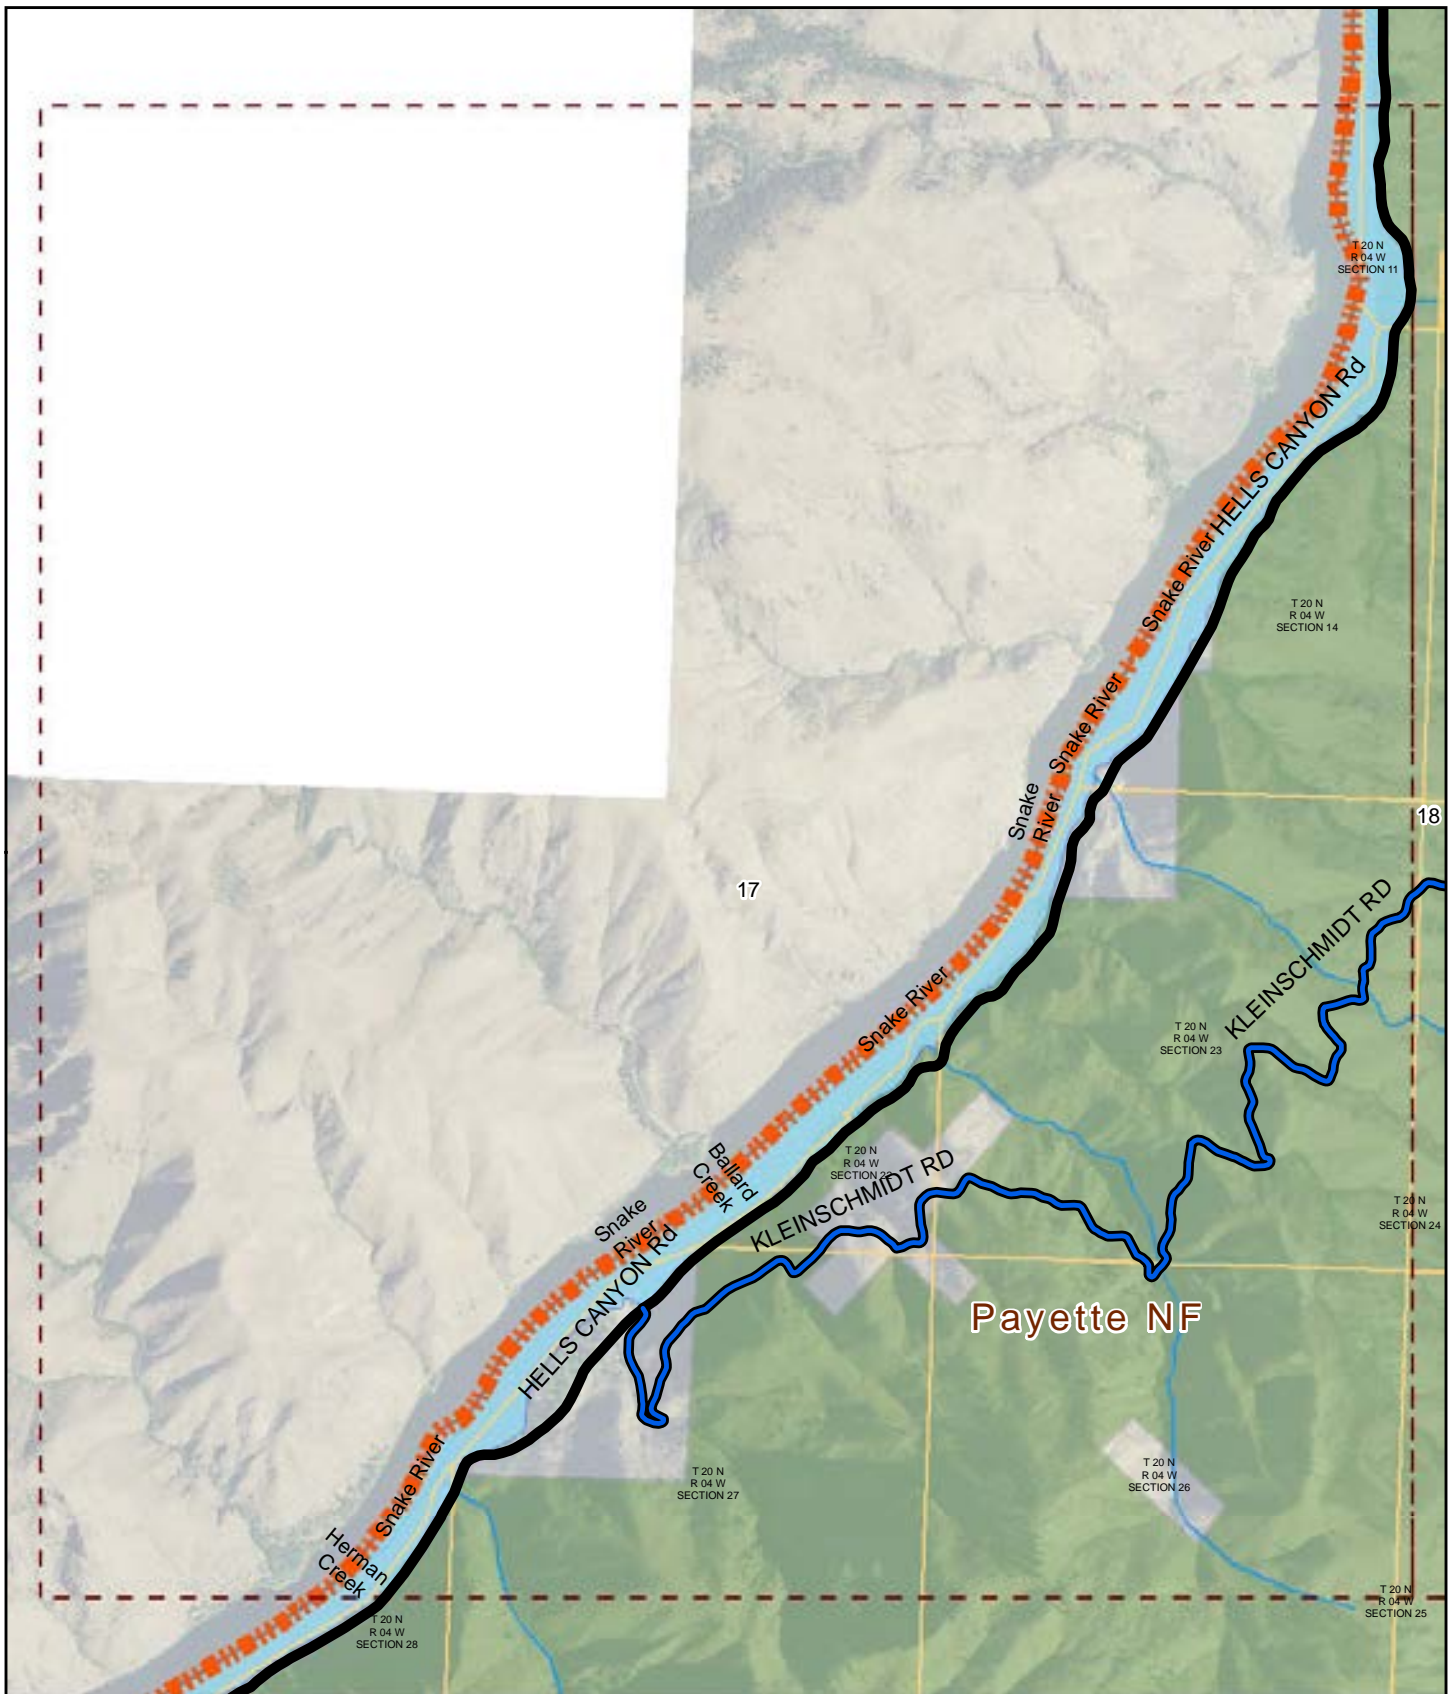 T 20 N
R 04 W
SECTION 11
HELLS CANYON Rd
Snake River
T 20 N
R 04 W
SECTION 14
Snake River
Snake
River
18
17
KLEINSCHMIDT RD
Snake River
T 20 N
R 04 W
SECTION 23
Ballard
Creek
T 20 N
R 04 W
SECTION 22
KLEINSCHMIDT RD
T 20 N
R 04 W
SECTION 24
Snake
River
HELLS CANYON Rd
Payette NF
Snake River
T 20 N
R 04 W
SECTION 27
T 20 N
R 04 W
SECTION 26
Herman
Creek
T 20 N
R 04 W
SECTION 25
T 20 N
R 04 W
SECTION 28